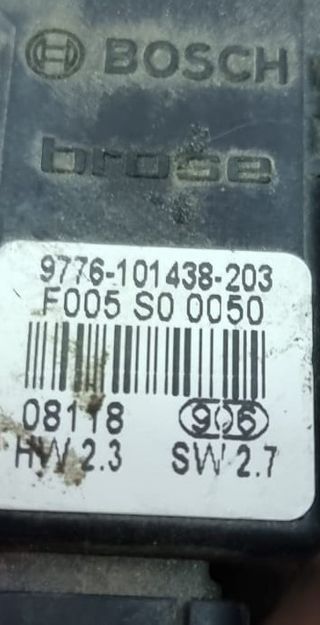 BOSCH
brose
9776-101438-203
F005 S0 0050
08118 906
HW 2.3 SW 2.7